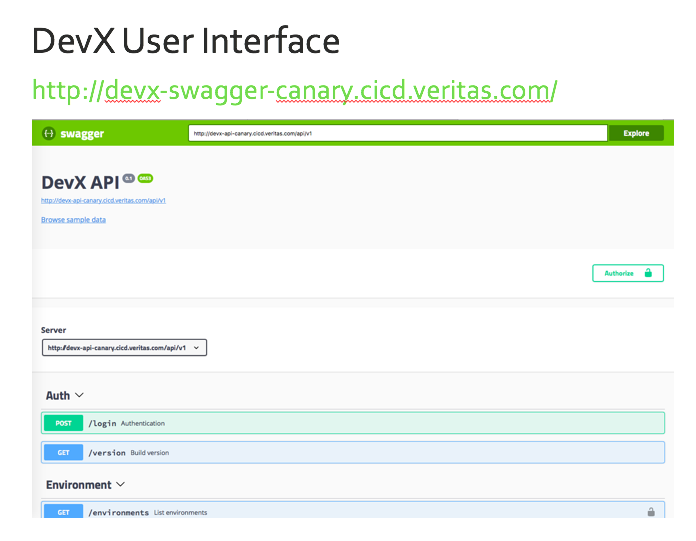 DevX User Interface
http://devx-swagger-canary.cicd.veritas.com/
{-} swagger
http://devx-api-canary.cicd.veritas.com/api/v1
Explore
DevX API 0.1 OAS3
http://devx-api-canary.cicd.veritas.com/api/v1
Browse sample data
Authorize
Server
http://devx-api-canary.cicd.veritas.com/api/v1
Auth
POST /login Authentication
GET /version Build version
Environment
GET /environments List environments